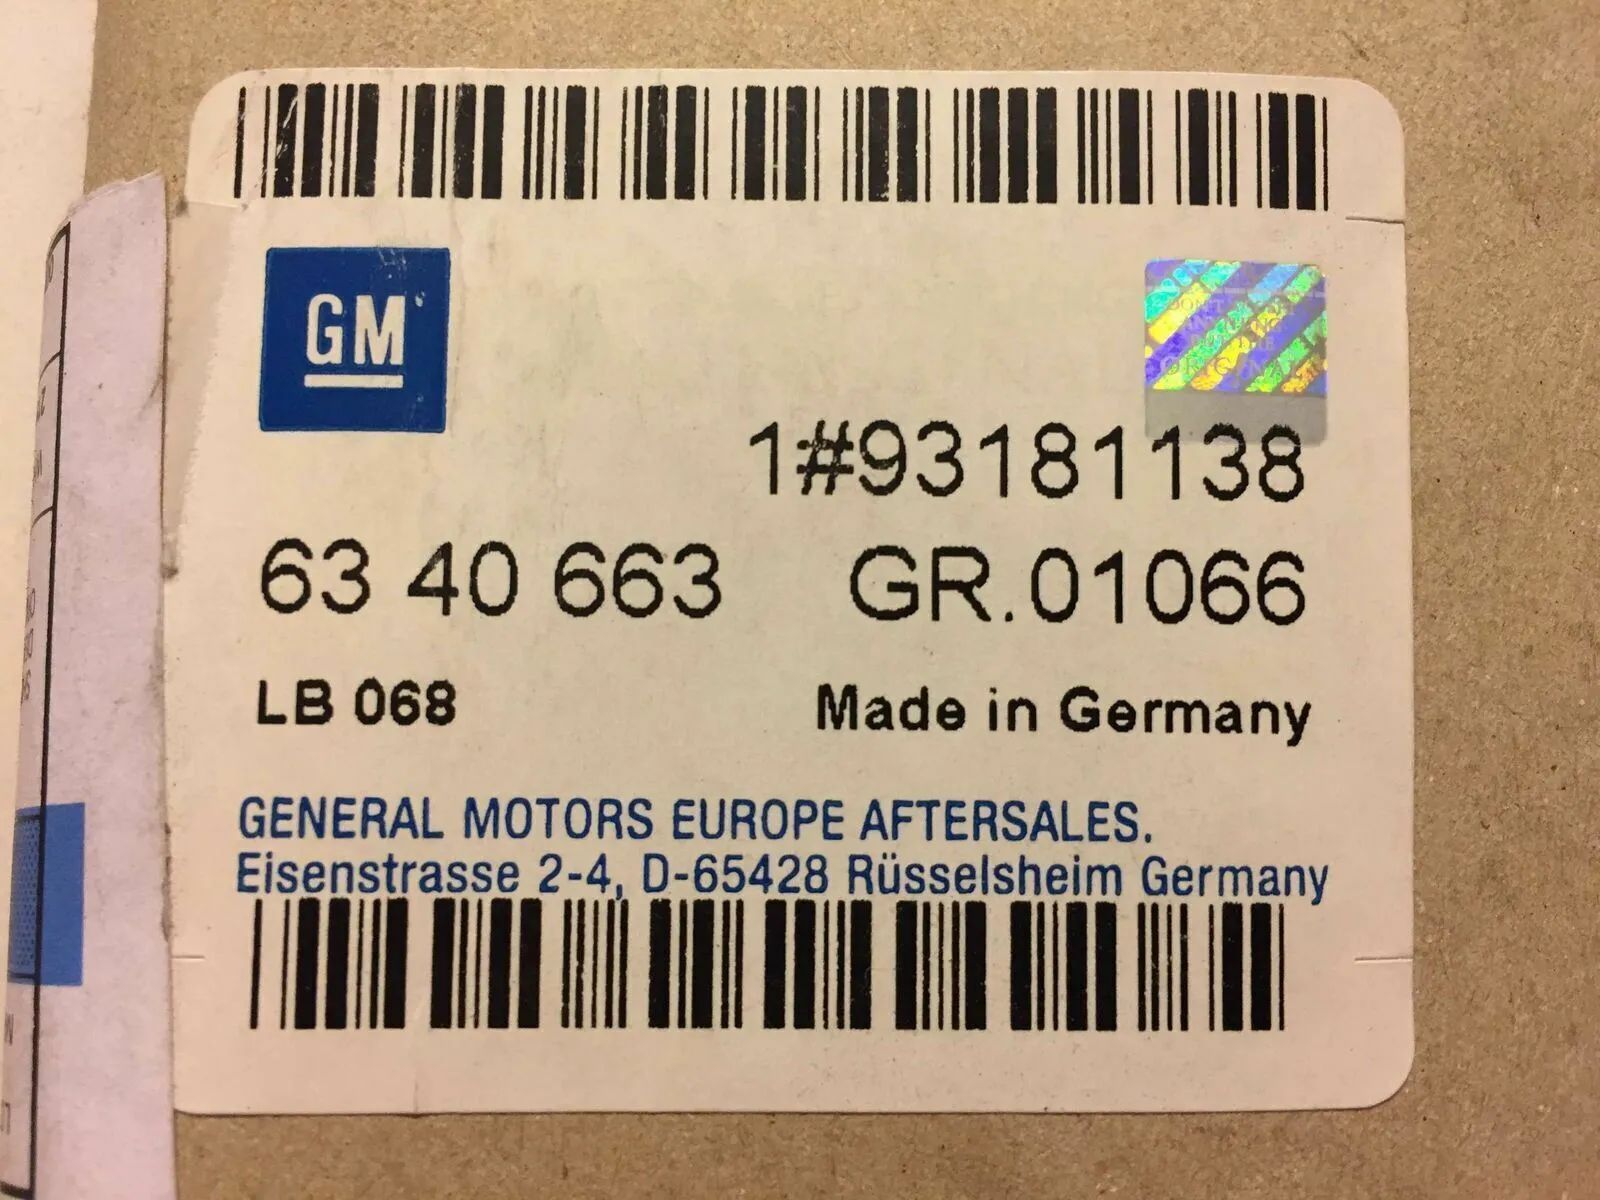 GM
1#93181138
63 40 663 GR.01066
LB 068 Made in Germany
GENERAL MOTORS EUROPE AFTERSALES.
Eisenstrasse 2-4, D-65428 Rüsselsheim Germany